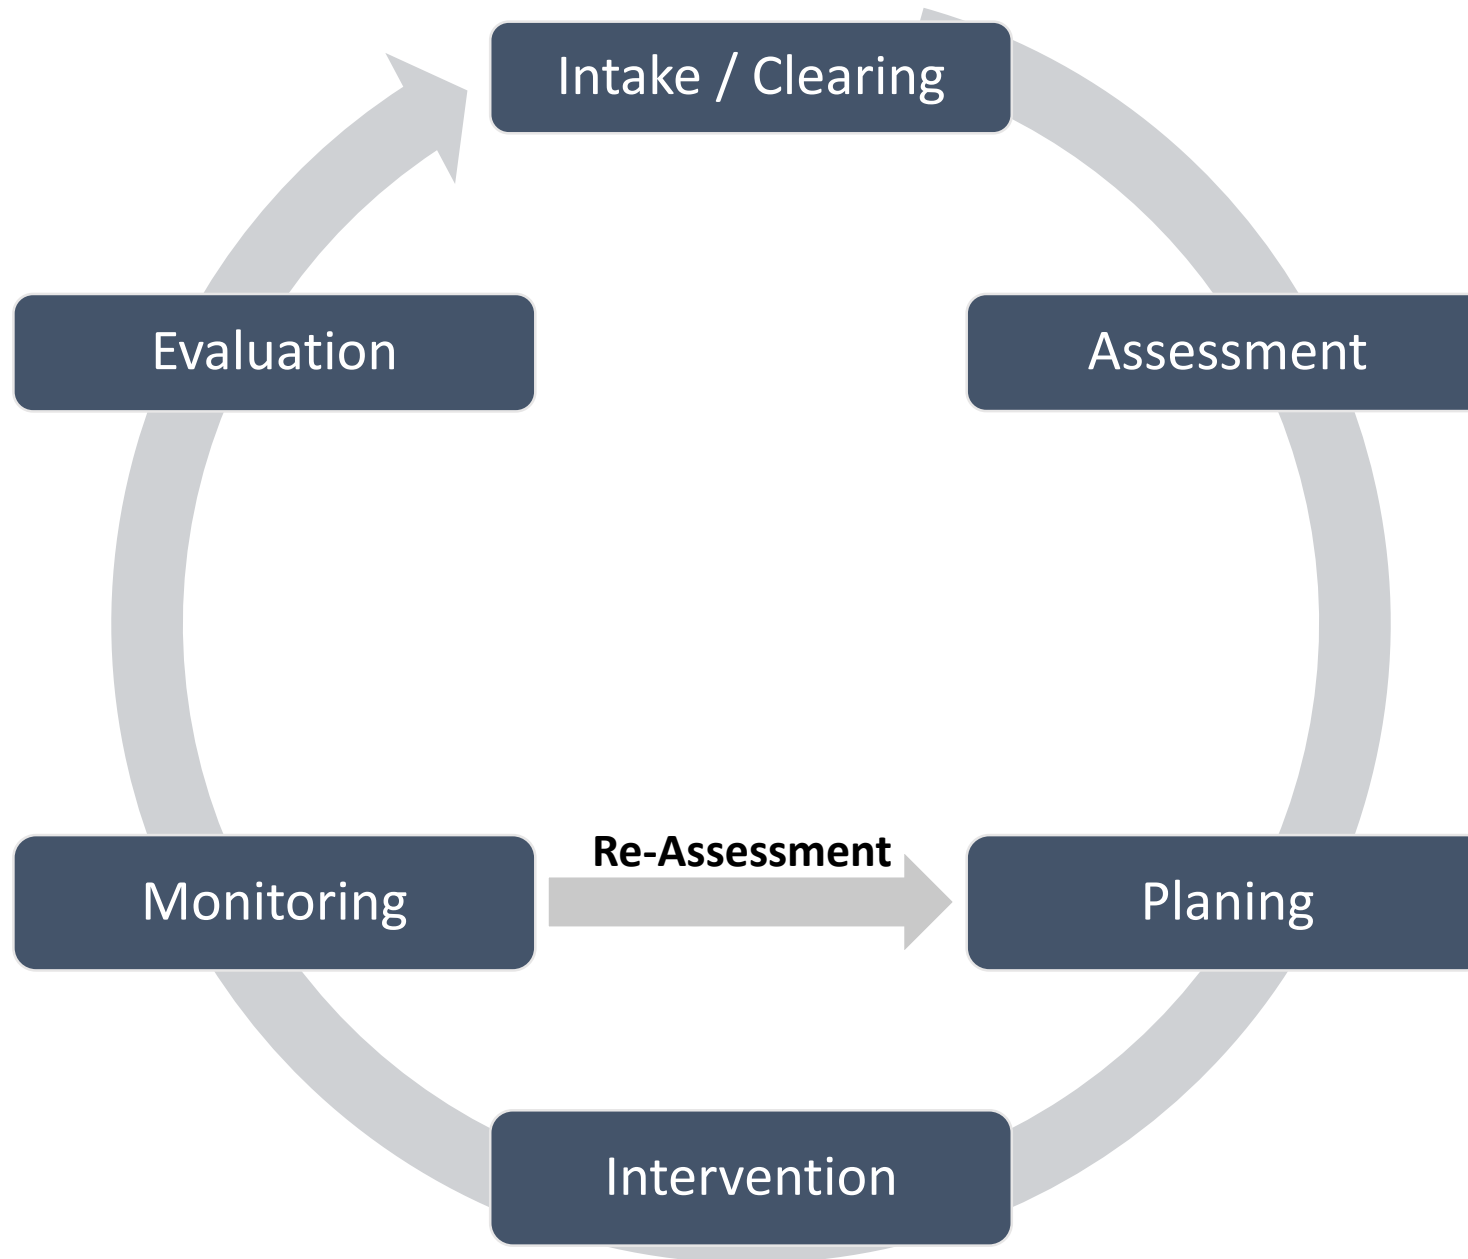 Intake / Clearing
Evaluation
Assessment
Re-Assessment
Monitoring
Planing
Intervention